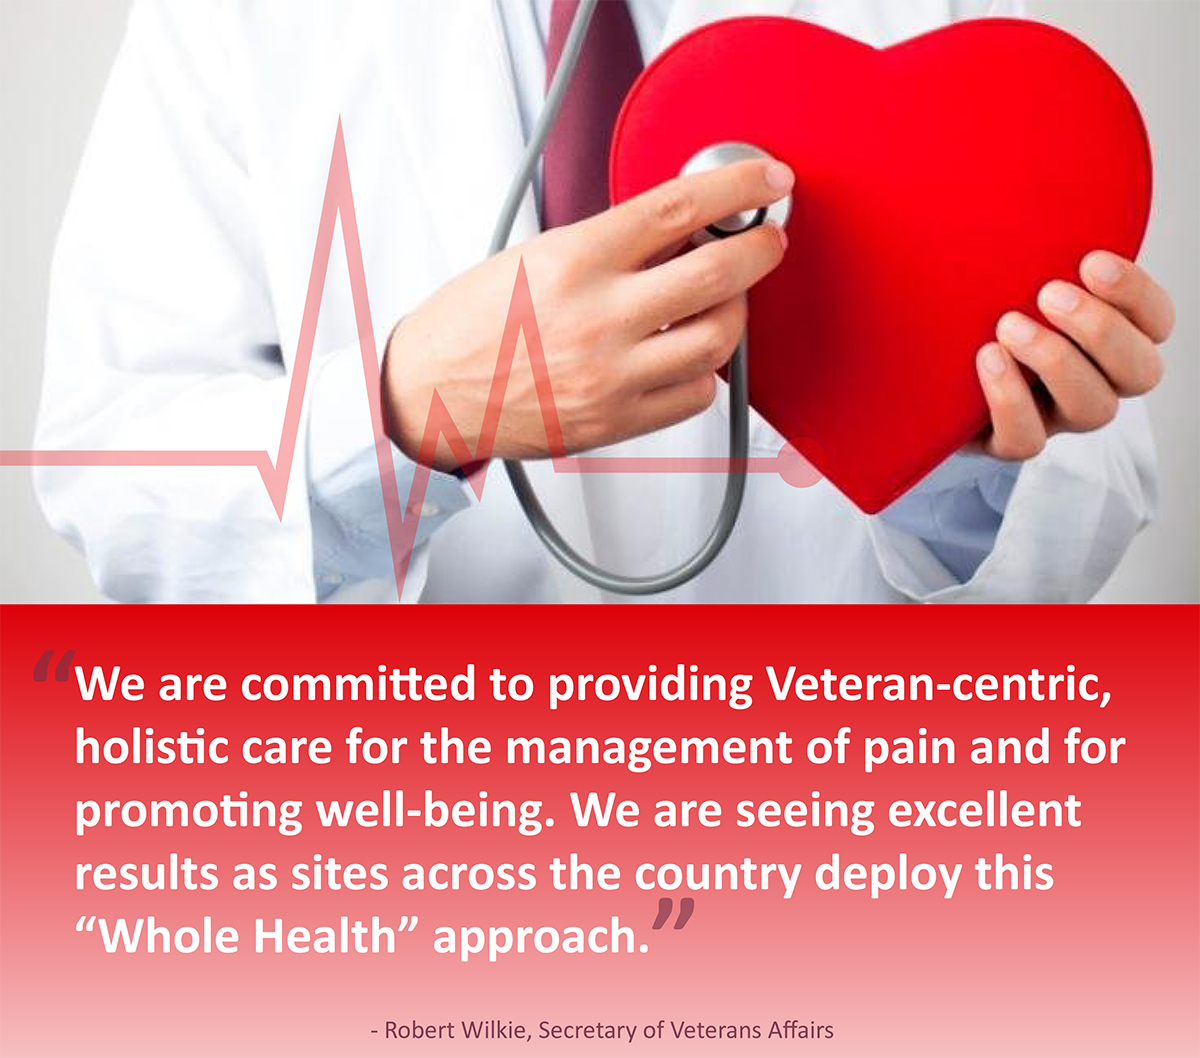 “We are committed to providing Veteran-centric,
holistic care for the management of pain and for
promoting well-being. We are seeing excellent
results as sites across the country deploy this
“Whole Health” approach.”
- Robert Wilkie, Secretary of Veterans Affairs